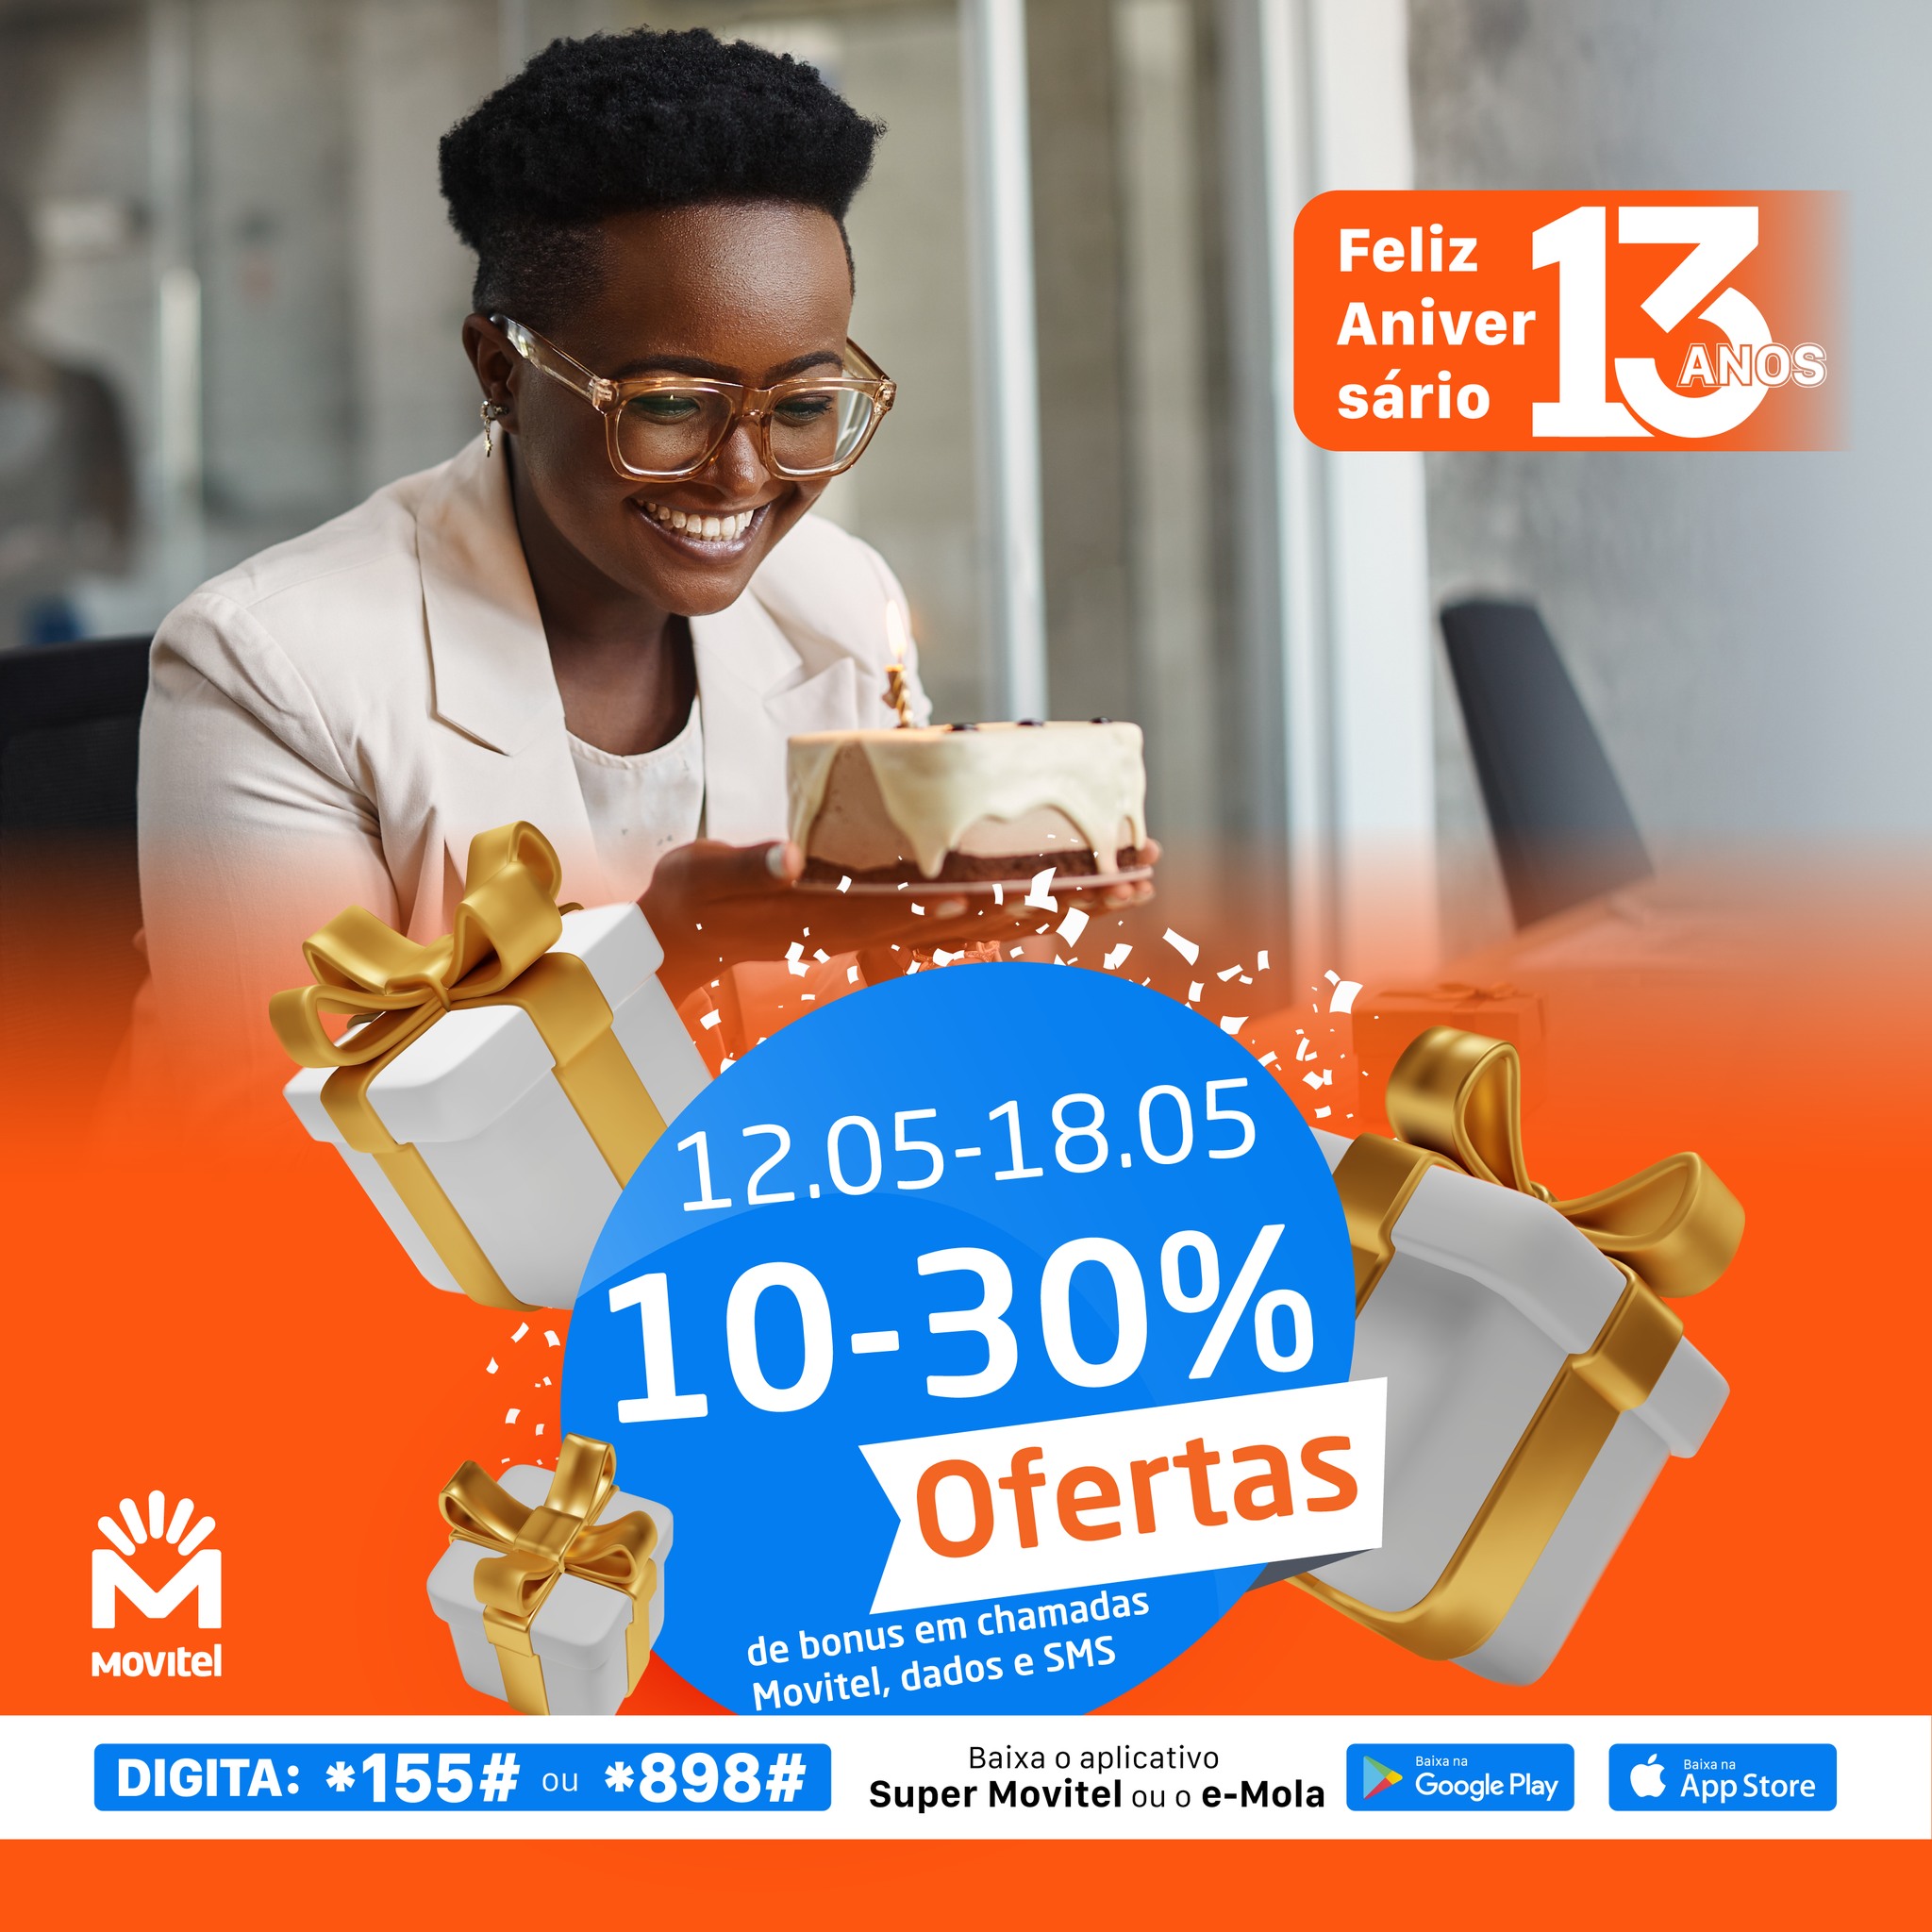 Feliz
Aniver
sário
13
ANOS
12.05-18.05
10-30%
Ofertas
de bonus em chamadas
Movitel, dados e SMS
MOVITEL
DIGITA: *155# ou *898#
Baixa o aplicativo
Super Movitel ou o e-Mola
Baixa na
Google Play
Baixa na
App Store